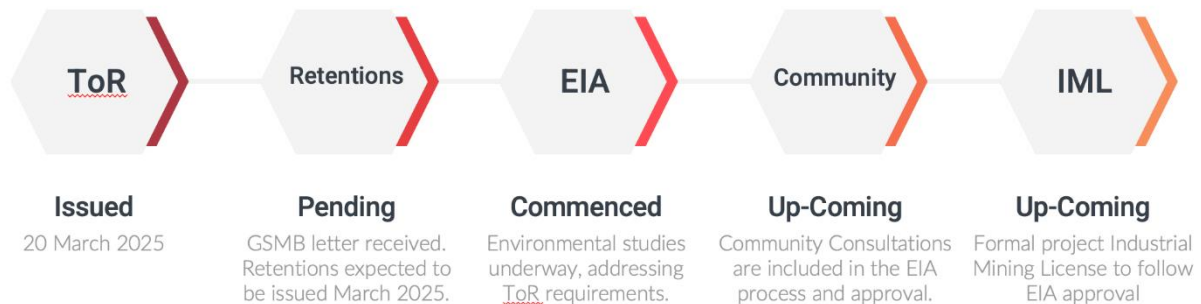 ToR
Retentions
EIA
Community
IML
Issued
20 March 2025
Pending
GSMB letter received.
Retentions expected to
be issued March 2025.
Commenced
Environmental studies
underway, addressing
ToR requirements.
Up-Coming
Community Consultations
are included in the EIA
process and approval.
Up-Coming
Formal project Industrial
Mining License to follow
EIA approval